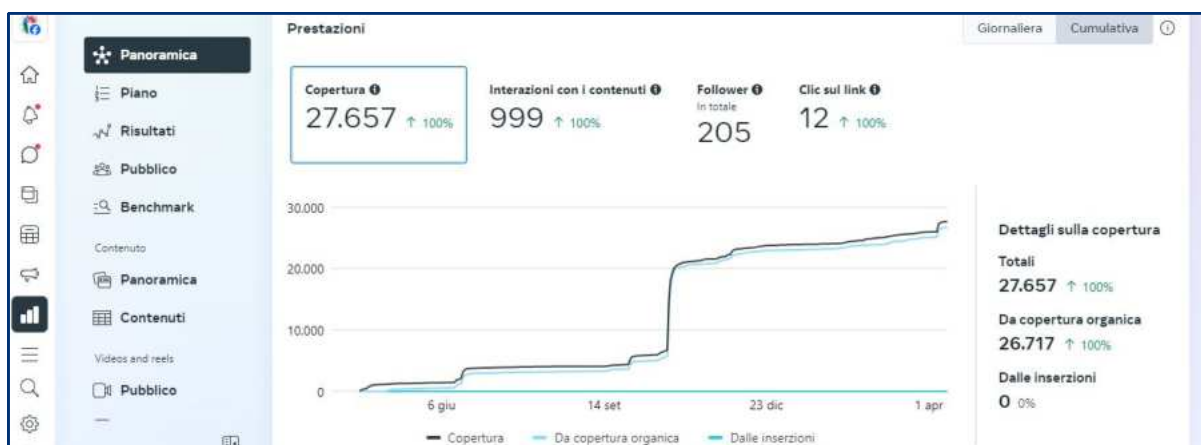 Prestazioni
Giornaliera Cumulativa
Panoramica
Piano
Risultati
Pubblico
Benchmark
Contenuto
Panoramica
Contenuti
Videos and reels
Pubblico
Copertura
27.657 ↑ 100%
Interazioni con i contenuti
999 ↑ 100%
Follower
In totale
205
Clic sul link
12 ↑ 100%
30.000
20.000
10.000
0
6 giu 14 set 23 dic 1 apr
Copertura Da copertura organica Dalle inserzioni
Dettagli sulla copertura
Totali
27.657 ↑ 100%
Da copertura organica
26.717 ↑ 100%
Dalle inserzioni
0 0%